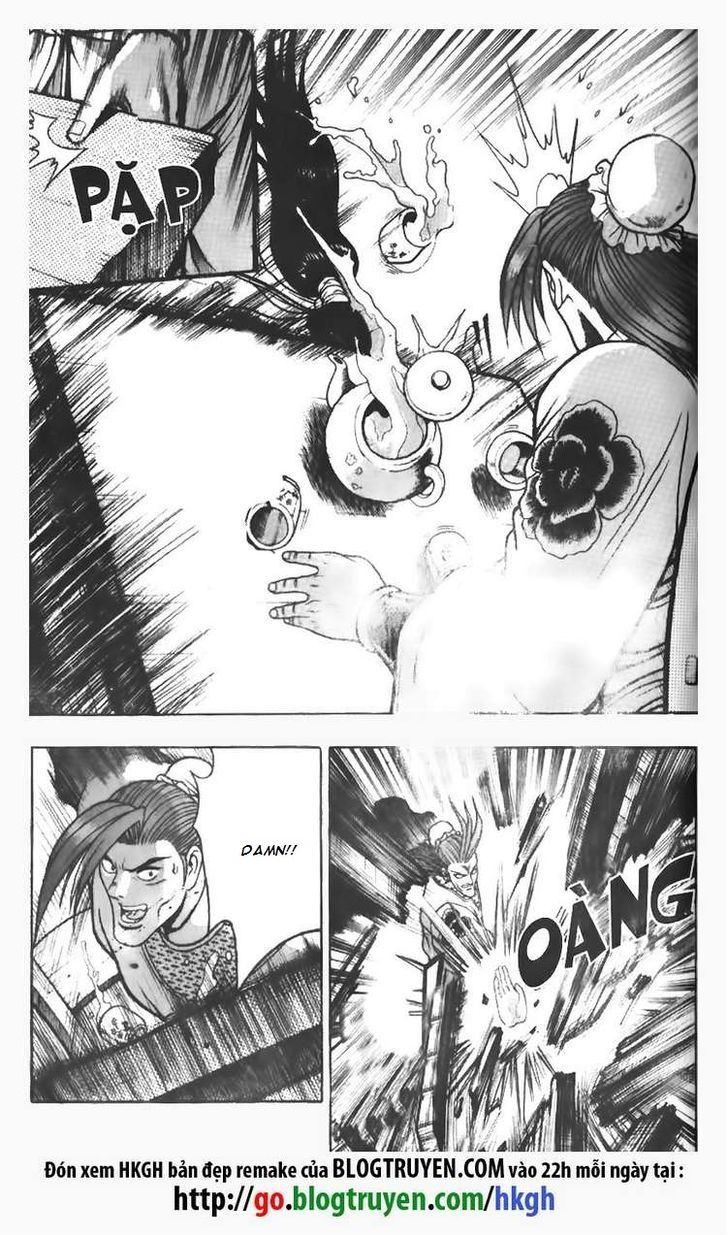 PẶP
DAMN!!
OÀNG
Đón xem HKGH bản đẹp remake của BLOGTRUYEN.COM vào 22h mỗi ngày tại :
http://go.blogtruyen.com/hkgh